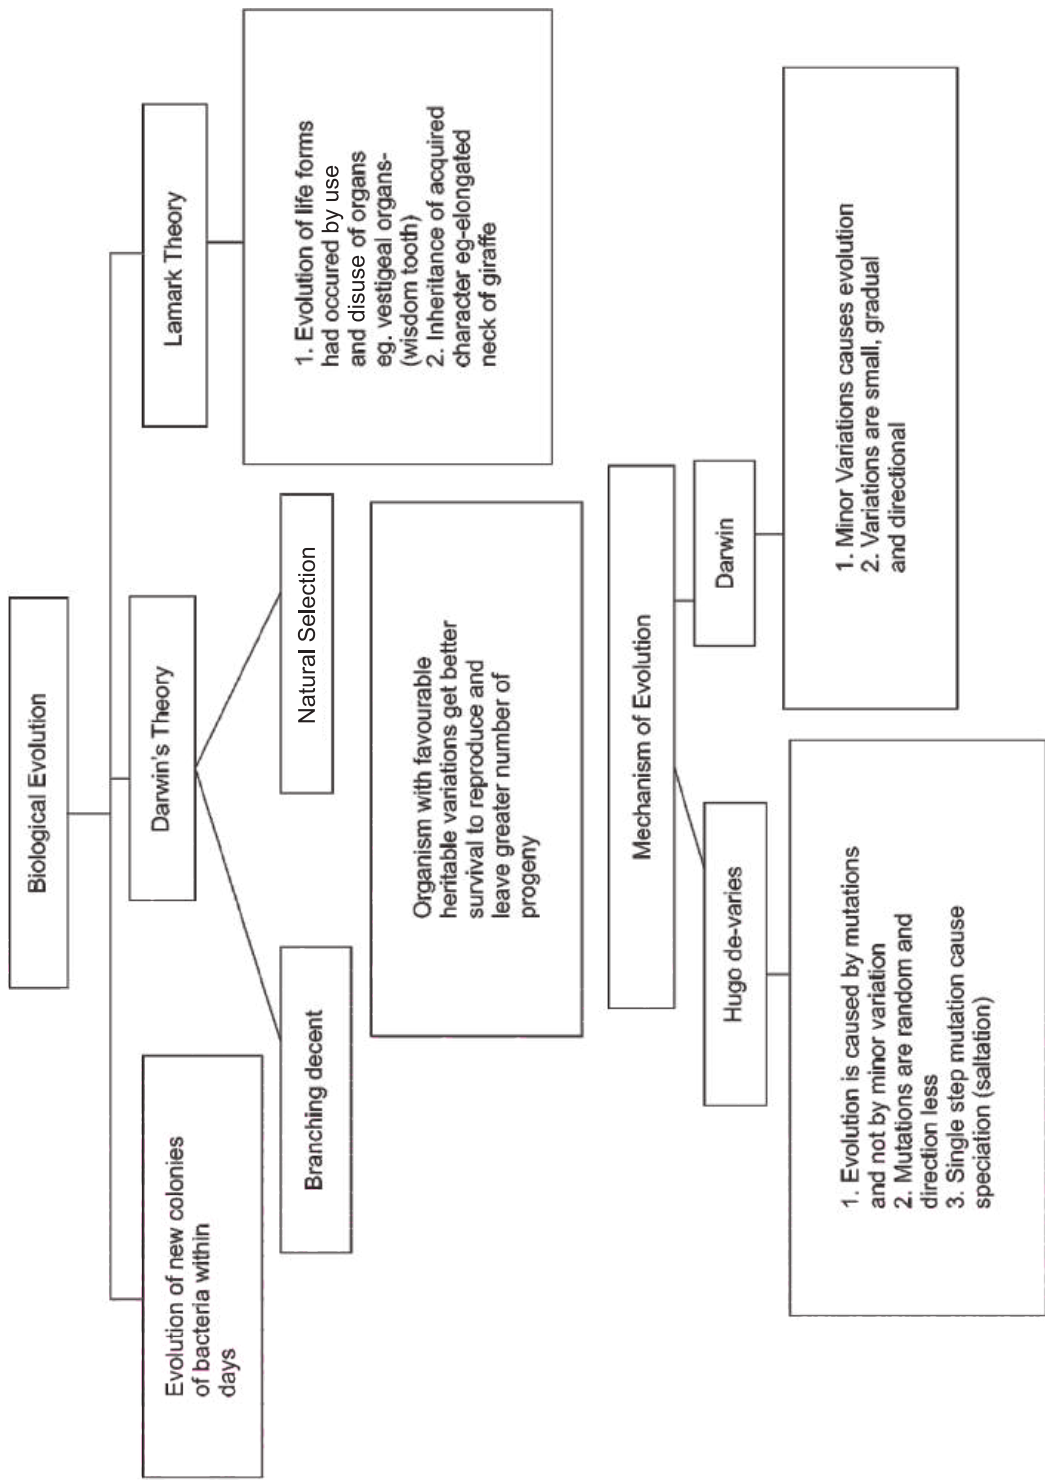 Biological Evolution
Evolution of new colonies
of bacteria within
days
Darwin's Theory
Lamark Theory
Branching decent
Natural Selection
1. Evolution of life forms
had occured by use
and disuse of organs
eg. vestigeal organs-
(wisdom tooth)
2. Inheritance of acquired
character eg-elongated
neck of giraffe
Organism with favourable
heritable variations get better
survival to reproduce and
leave greater number of
progeny
Mechanism of Evolution
Hugo de-varies
Darwin
1. Evolution is caused by mutations
and not by minor variation
2. Mutations are random and
direction less
3. Single step mutation cause
speciation (saltation)
1. Minor Variations causes evolution
2. Variations are small, gradual
and directional